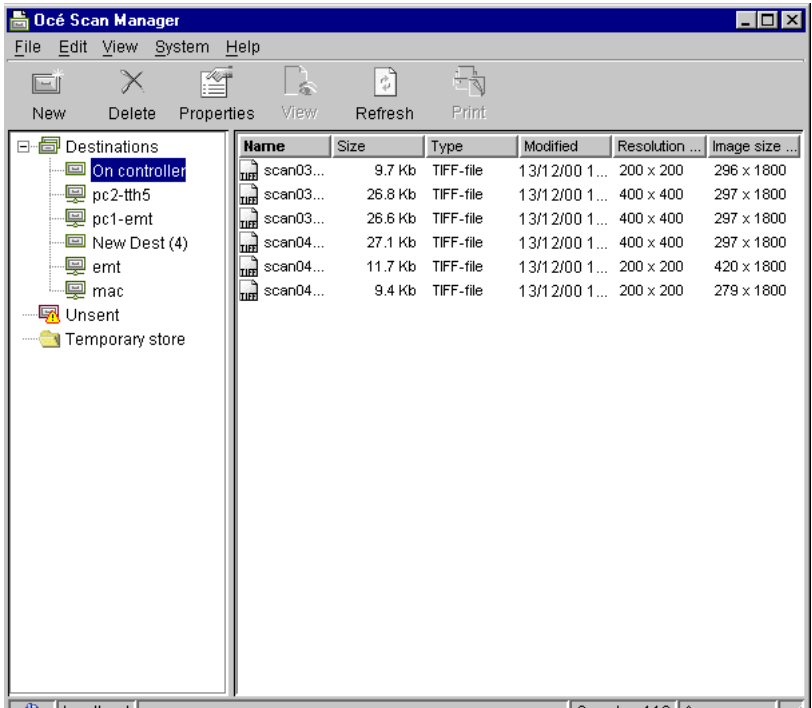 Océ Scan Manager
File Edit View System Help
New Delete Properties View Refresh Print
Destinations
On controller
pc2-tth5
pc1-emt
New Dest (4)
emt
mac
Unsent
Temporary store
Name Size Type Modified Resolution ... Image size ...
scan03... 9.7 Kb TIFF-file 13/12/00 1... 200 x 200 296 x 1800
scan03... 26.8 Kb TIFF-file 13/12/00 1... 400 x 400 297 x 1800
scan03... 26.6 Kb TIFF-file 13/12/00 1... 400 x 400 297 x 1800
scan04... 27.1 Kb TIFF-file 13/12/00 1... 400 x 400 297 x 1800
scan04... 11.7 Kb TIFF-file 13/12/00 1... 200 x 200 420 x 1800
scan04... 9.4 Kb TIFF-file 13/12/00 1... 200 x 200 279 x 1800